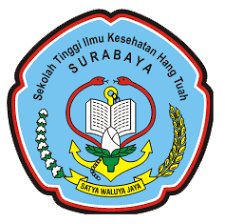 Sekolah Tinggi Ilmu Kesehatan Hang Tuah
SURABAYA
SATYA WALUYA JAYA